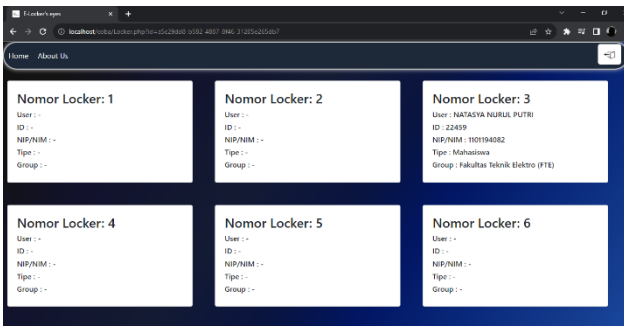 E-Locker's eyes
localhost/coba/Locker.php?id=
Home About Us
Nomor Locker: 1
User : -
ID : -
NIP/NIM : -
Tipe : -
Group : -
Nomor Locker: 2
User : -
ID : -
NIP/NIM : -
Tipe : -
Group : -
Nomor Locker: 3
User : NATASYA NURUL PUTRI
ID : 22459
NIP/NIM : 1101194082
Tipe : Mahasiswa
Group : Fakultas Teknik Elektro (FTE)
Nomor Locker: 4
User : -
ID : -
NIP/NIM : -
Tipe : -
Group : -
Nomor Locker: 5
User : -
ID : -
NIP/NIM : -
Tipe : -
Group : -
Nomor Locker: 6
User : -
ID : -
NIP/NIM : -
Tipe : -
Group : -